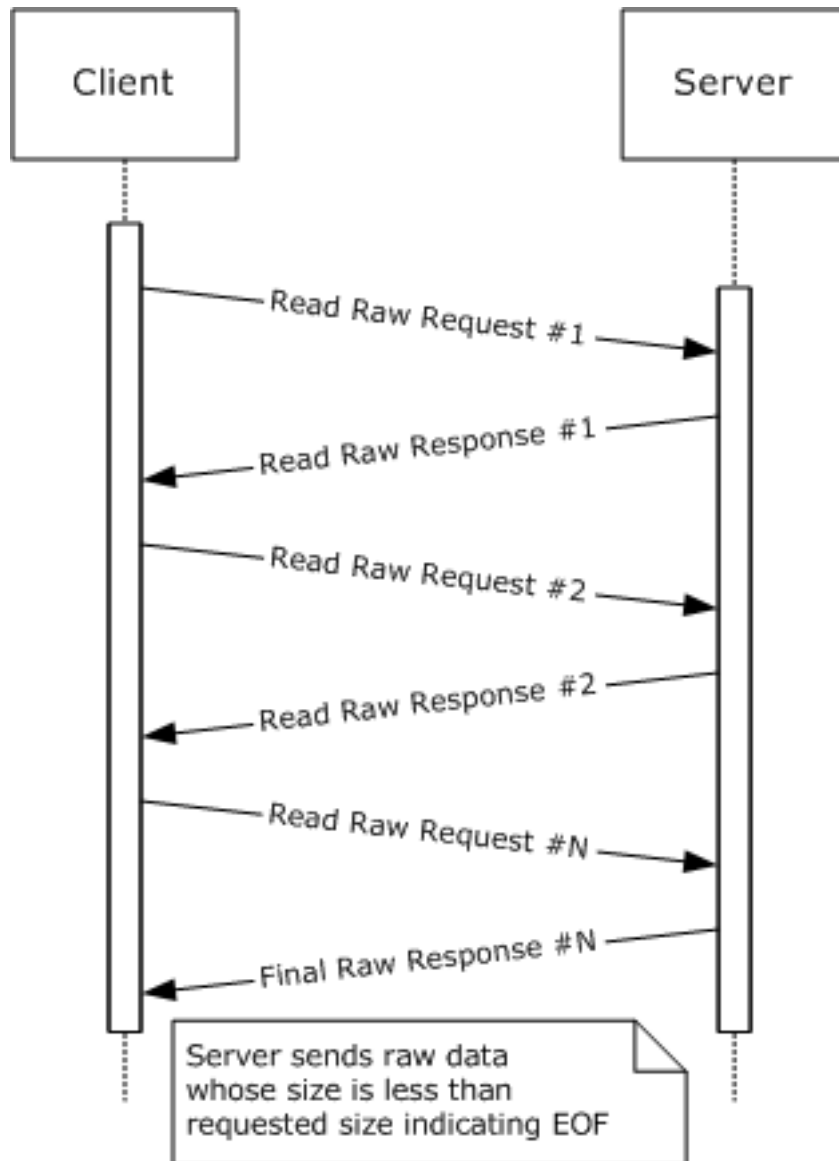 Client
Server
Read Raw Request #1
Read Raw Response #1
Read Raw Request #2
Read Raw Response #2
Read Raw Request #N
Final Raw Response #N
Server sends raw data
whose size is less than
requested size indicating EOF